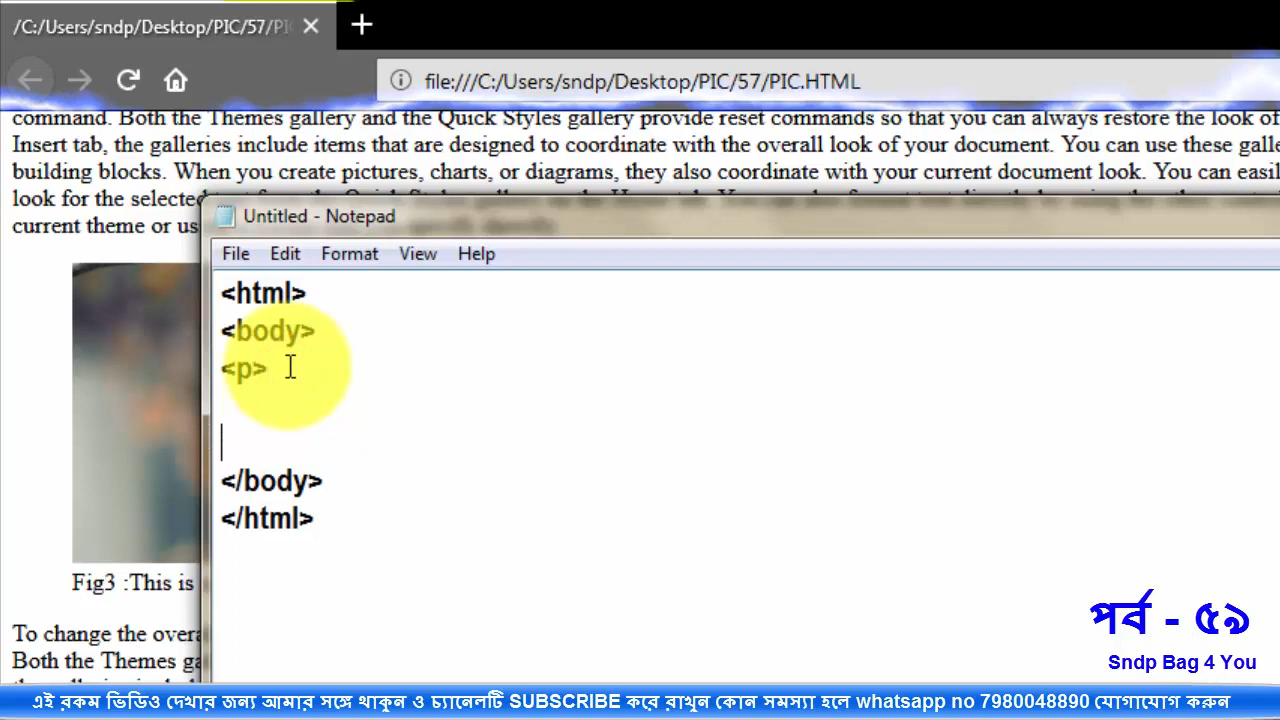 /C:/Users/sndp/Desktop/PIC/57/PI
file:///C:/Users/sndp/Desktop/PIC/57/PIC.HTML
command. Both the Themes gallery and the Quick Styles gallery provide reset commands so that you can always restore the look of
Insert tab, the galleries include items that are designed to coordinate with the overall look of your document. You can use these galle
building blocks. When you create pictures, charts, or diagrams, they also coordinate with your current document look. You can easil
look for the selected
current theme or us
Untitled - Notepad
File Edit Format View Help
<html>
<body>
<p>
</body>
</html>
Fig3 :This is
To change the overa
Both the Themes ga
পর্ব - ৫৯
Sndp Bag 4 You
এই রকম ভিডিও দেখার জন্য আমার সঙ্গে থাকুন ও চ্যানেলটি SUBSCRIBE করে রাখুন কোন সমস্যা হলে whatsapp no 7980048890 যোগাযোগ করুন